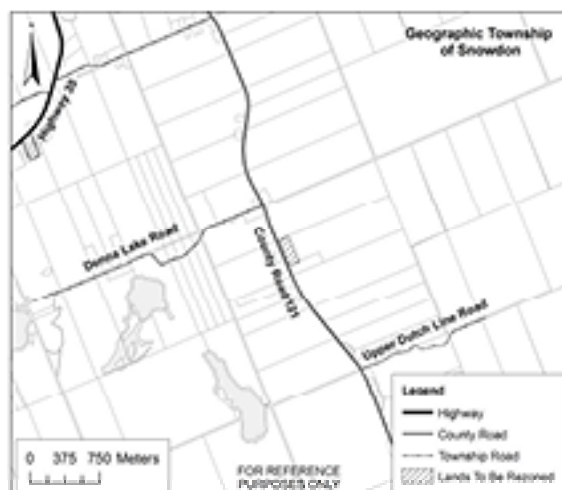 Geographic Township
of Snowdon
Highway 35
Denna Lake Road
County Road 121
Upper Dutch Line Road
Legend
Highway
County Road
Township Road
Lands To Be Rezoned
0 375 750 Meters
FOR REFERENCE
PURPOSES ONLY